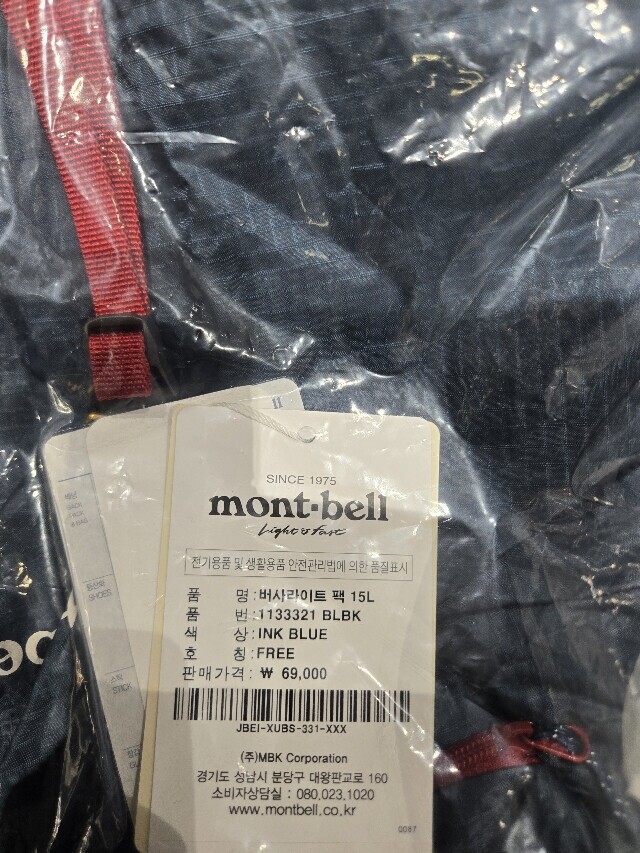 SINCE 1975
mont-bell
Light & Fast
전기용품 및 생활용품 안전관리법에 의한 품질표시
품 명 : 버사라이트 팩 15L
품 번 : 1133321 BLBK
색 상 : INK BLUE
호 칭 : FREE
판매가격 : ₩ 69,000
JBEI-XUBS-331-XXX
(주)MBK Corporation
경기도 성남시 분당구 대왕판교로 160
소비자상담실 : 080.023.1020
www.montbell.co.kr
0087
SHOES